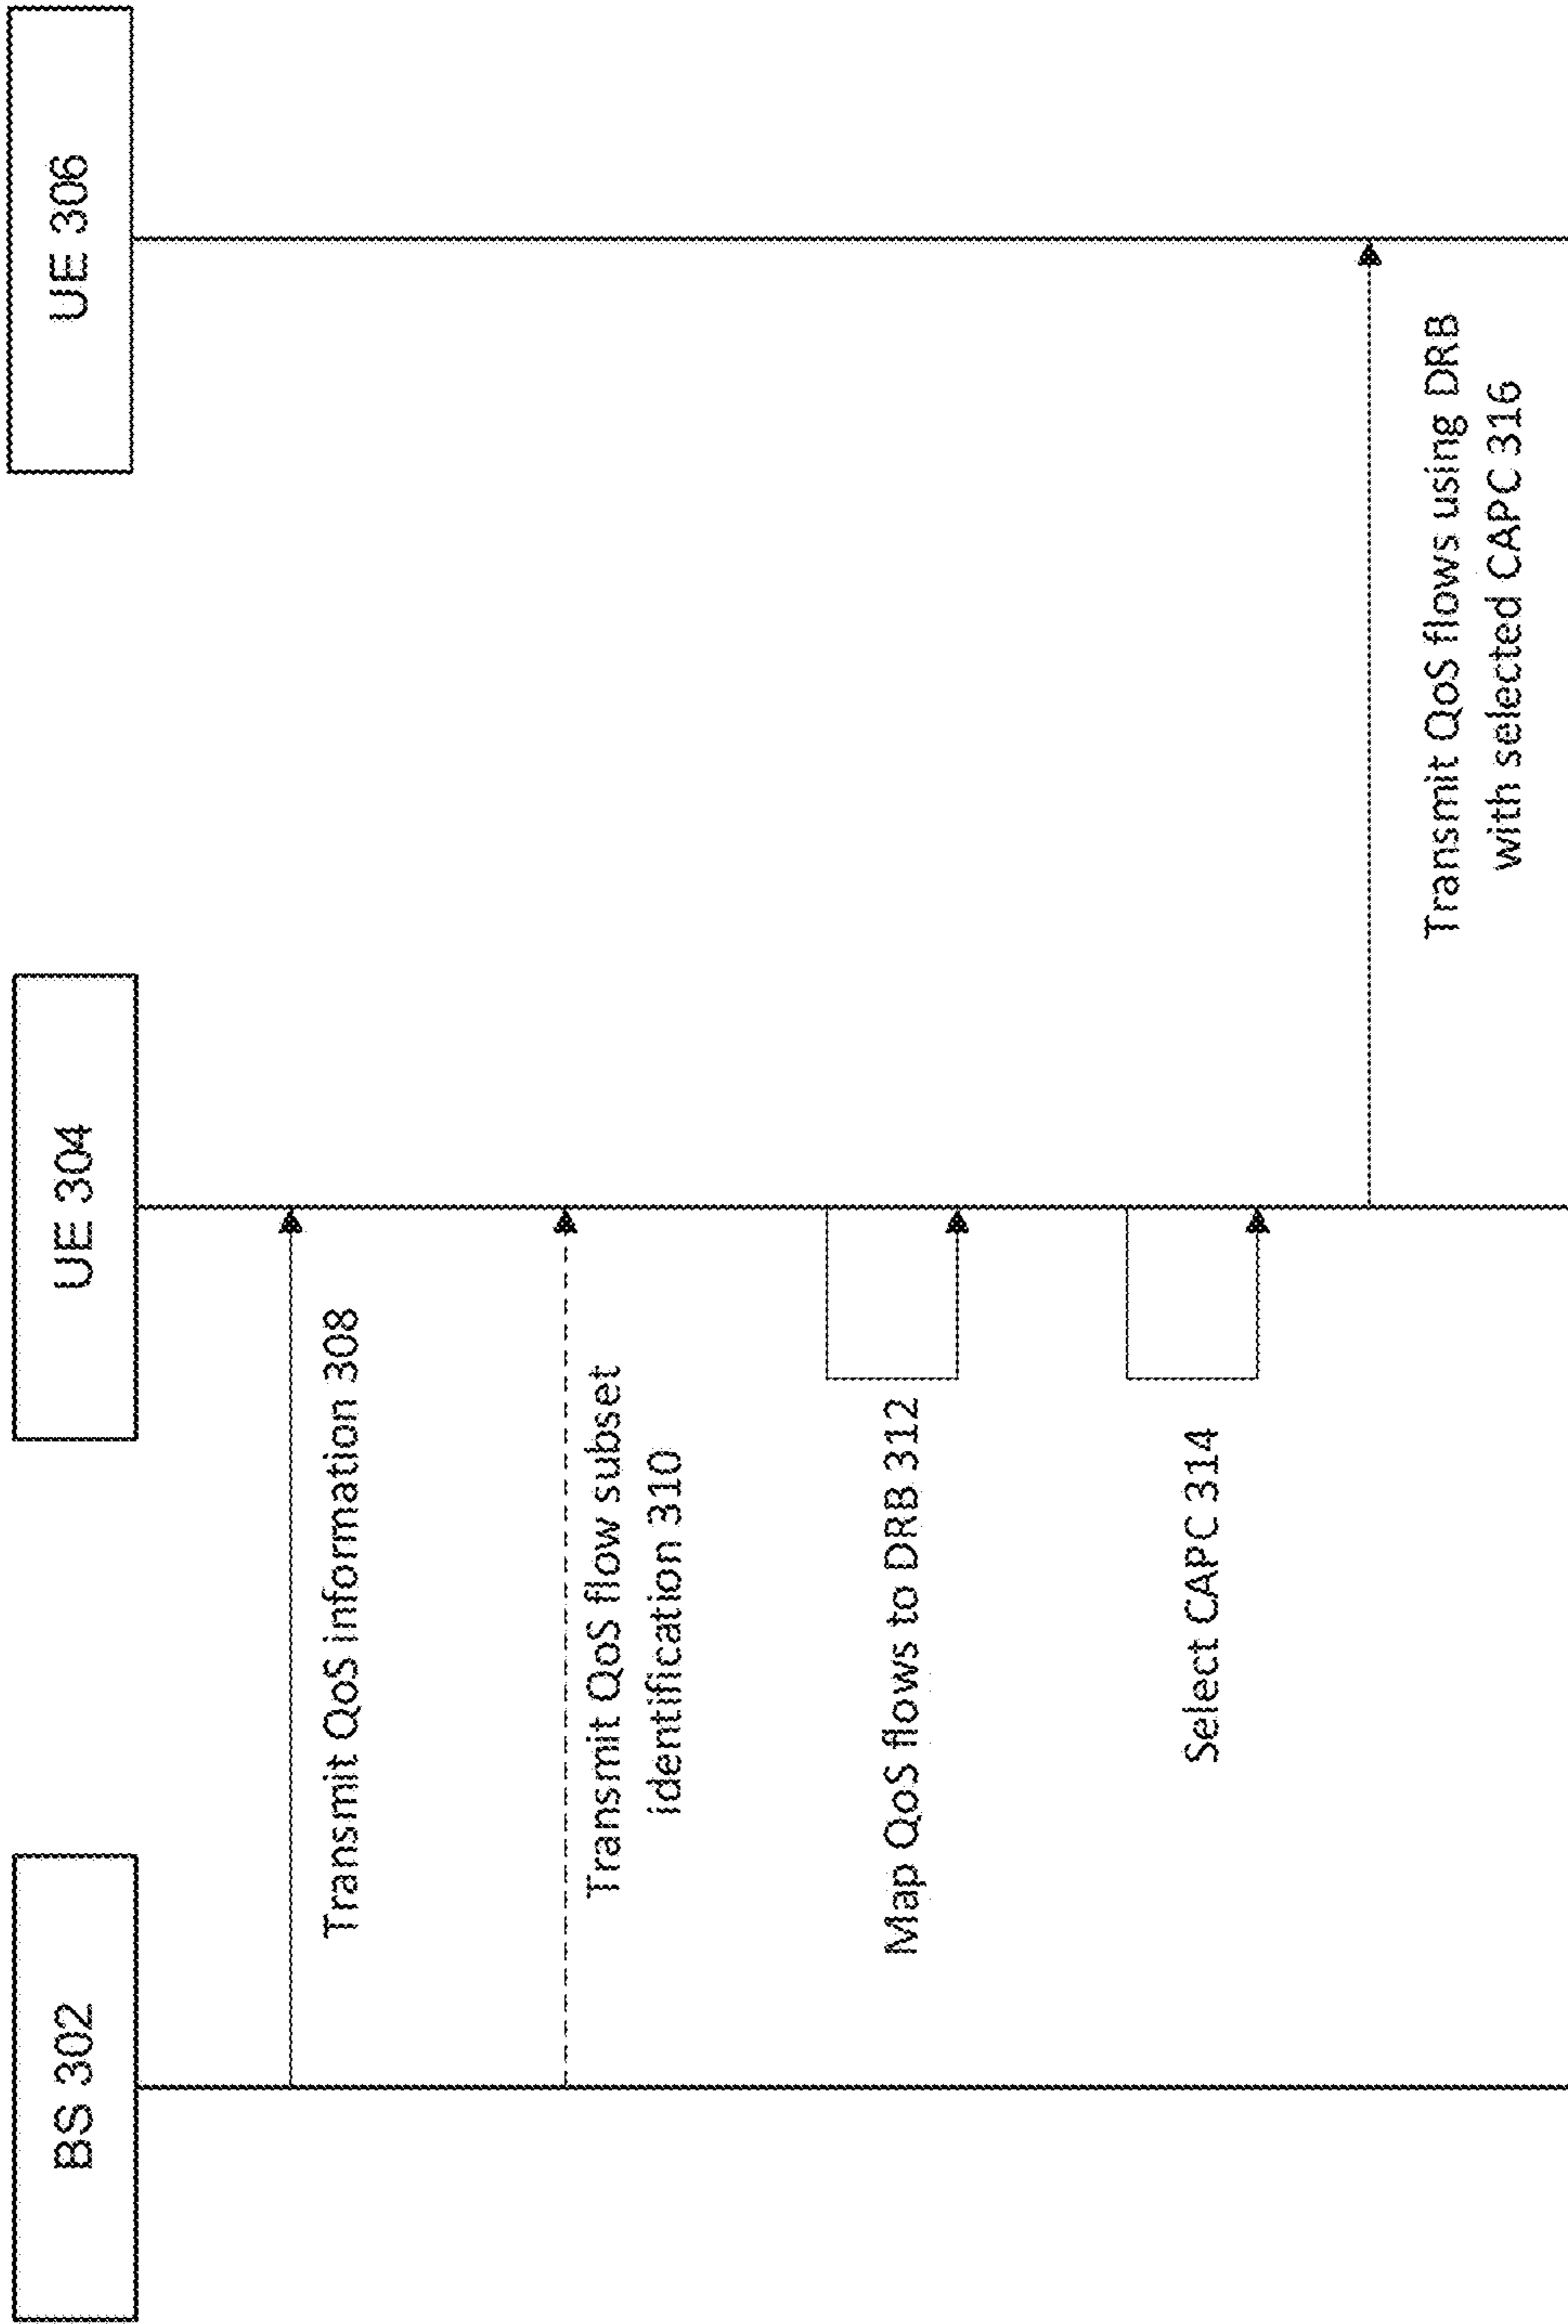 BS 302
UE 304
UE 306
Transmit QoS information 308
Transmit QoS flow subset
identification 310
Map QoS flows to DRB 312
Select CAPC 314
Transmit QoS flows using DRB
with selected CAPC 316